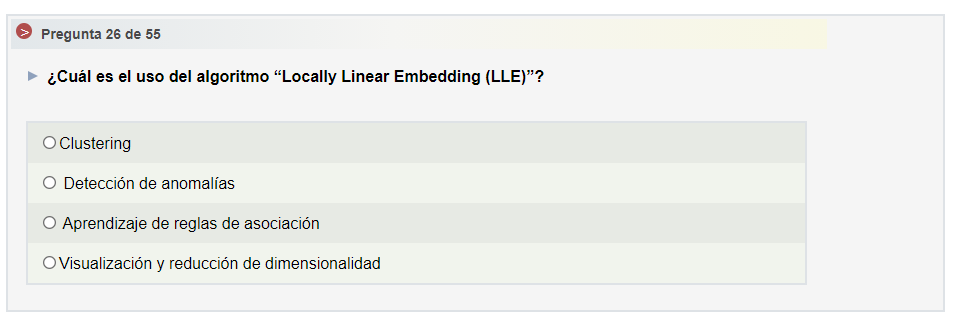 Pregunta 26 de 55
¿Cuál es el uso del algoritmo “Locally Linear Embedding (LLE)”?
Clustering
Detección de anomalías
Aprendizaje de reglas de asociación
Visualización y reducción de dimensionalidad